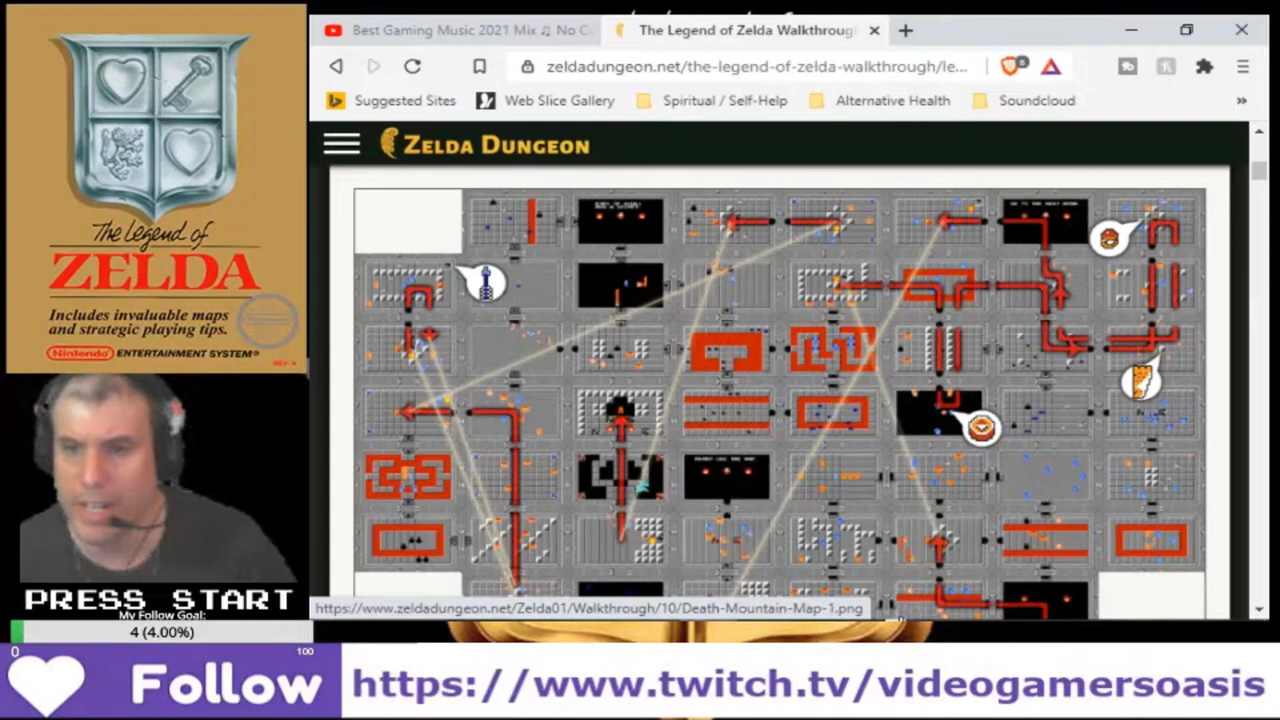 The Legend of
ZELDA
Includes invaluable maps
and strategic playing tips.
Nintendo ENTERTAINMENT SYSTEM®
Best Gaming Music 2021 Mix ♫ No C
The Legend of Zelda Walkthroug
zeldadungeon.net/the-legend-of-zelda-walkthrough/le...
6
Suggested Sites
Web Slice Gallery
Spiritual / Self-Help
Alternative Health
Soundcloud
»
ZELDA DUNGEON
https://www.zeldadungeon.net/Zelda01/Walkthrough/10/Death-Mountain-Map-1.png
PRESS START
My Follow Goal:
4 (4.00%)
0
100
Follow
https://www.twitch.tv/videogamersoasis